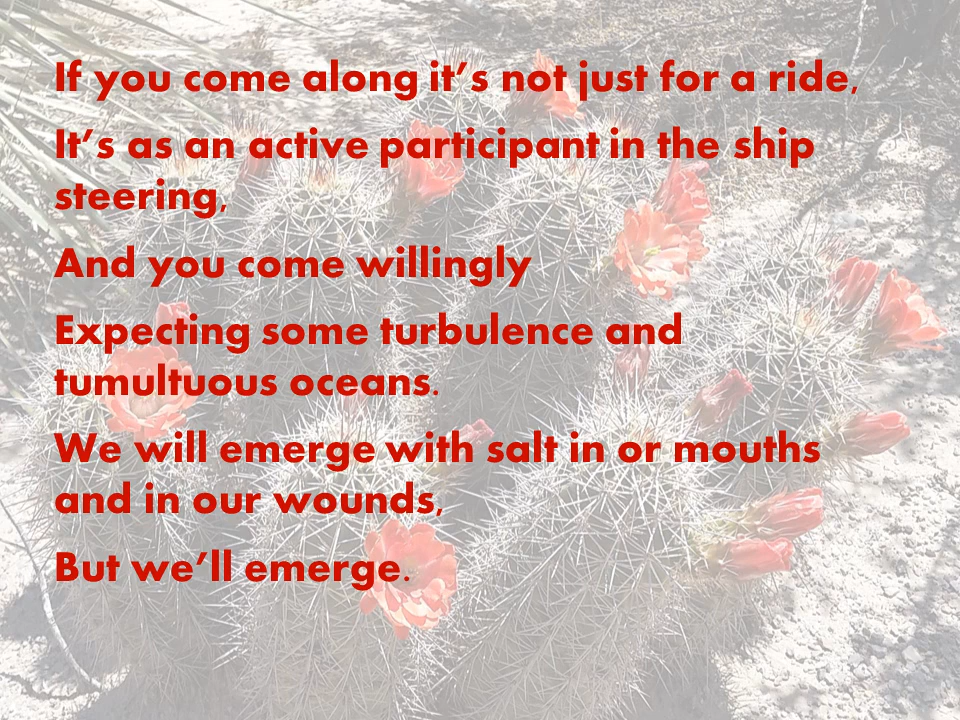 If you come along it’s not just for a ride,
It’s as an active participant in the ship
steering,
And you come willingly
Expecting some turbulence and
tumultuous oceans.
We will emerge with salt in or mouths
and in our wounds,
But we’ll emerge.